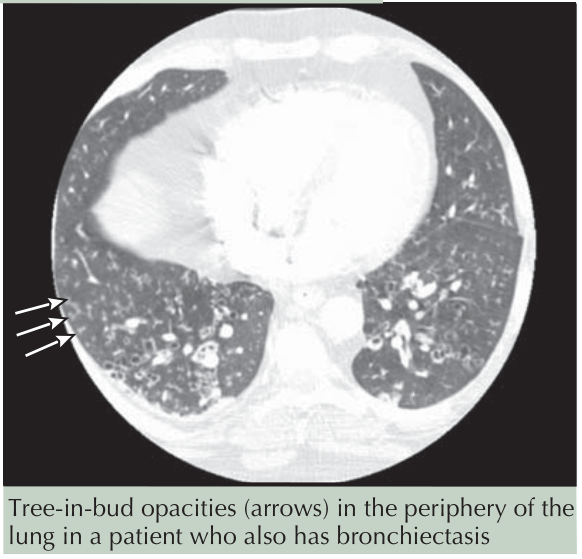 Tree-in-bud opacities (arrows) in the periphery of the
lung in a patient who also has bronchiectasis